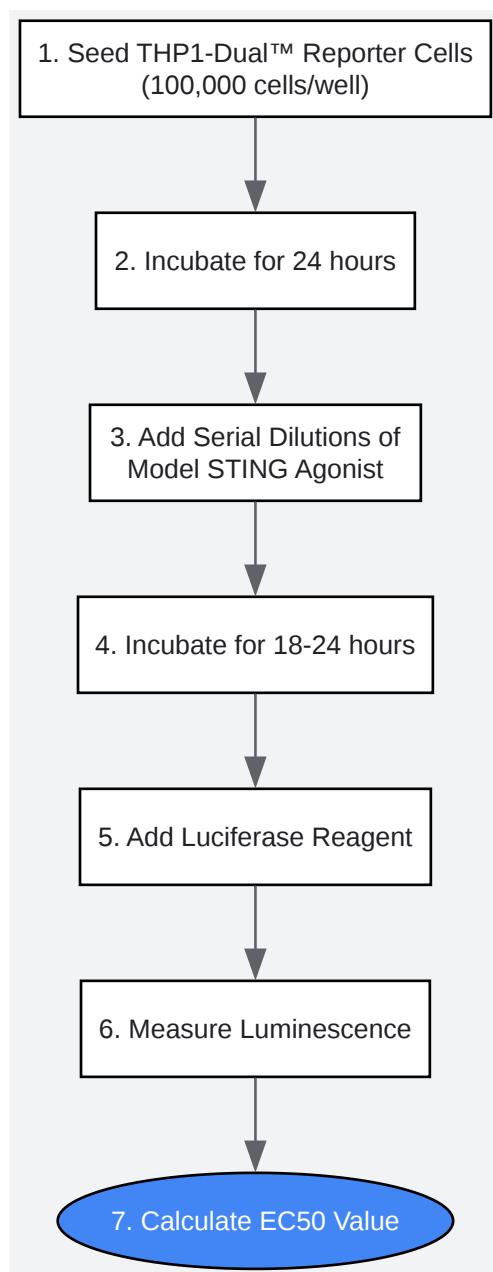 1. Seed THP1-Dual™ Reporter Cells
(100,000 cells/well)
2. Incubate for 24 hours
3. Add Serial Dilutions of
Model STING Agonist
4. Incubate for 18-24 hours
5. Add Luciferase Reagent
6. Measure Luminescence
7. Calculate EC50 Value